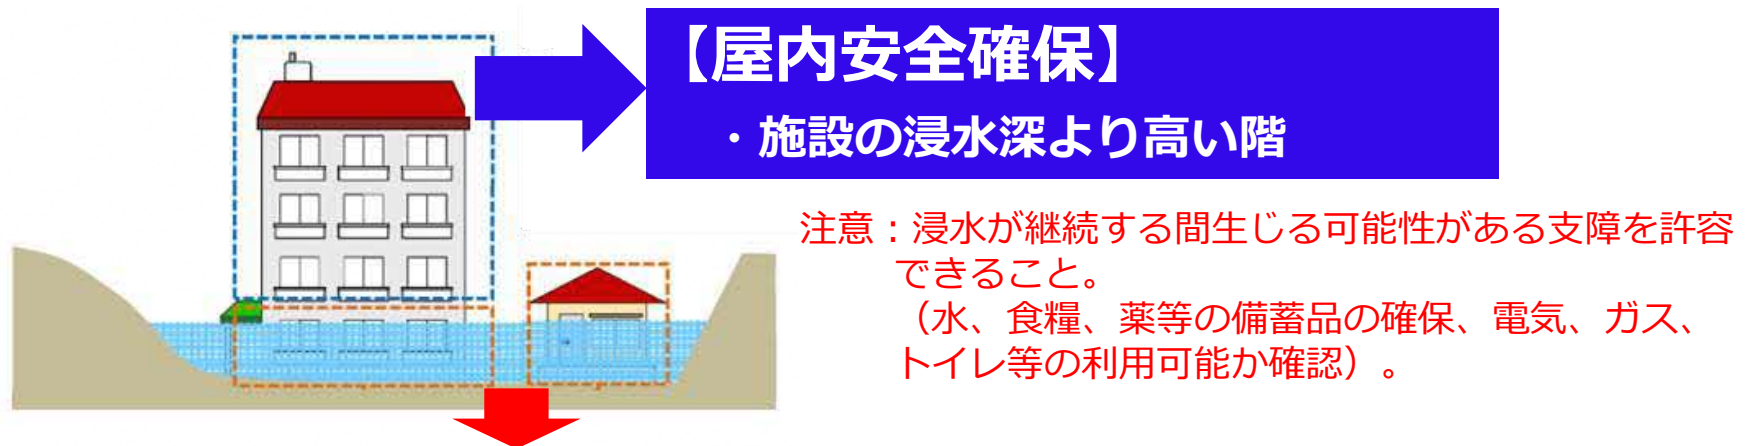 【屋内安全確保】
・施設の浸水深より高い階
注意：浸水が継続する間生じる可能性がある支障を許容
できること。
（水、食糧、薬等の備蓄品の確保、電気、ガス、
トイレ等の利用可能か確認）。